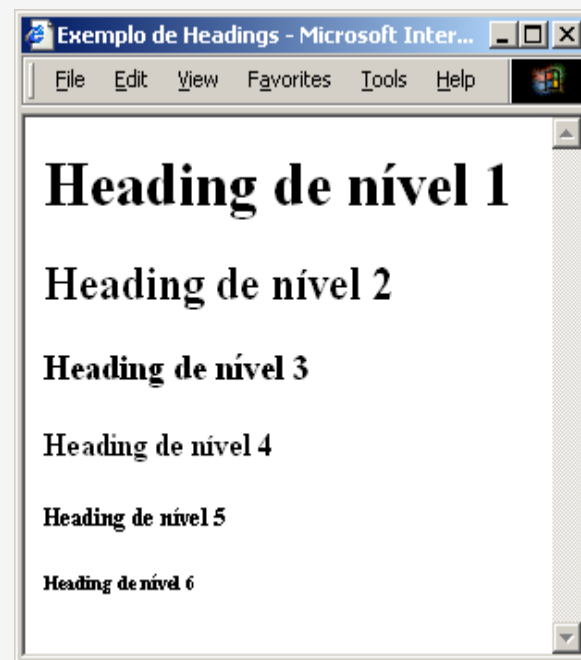 Exemplo de Headings - Microsoft Inter...
File Edit View Favorites Tools Help
Heading de nível 1
Heading de nível 2
Heading de nível 3
Heading de nível 4
Heading de nível 5
Heading de nível 6